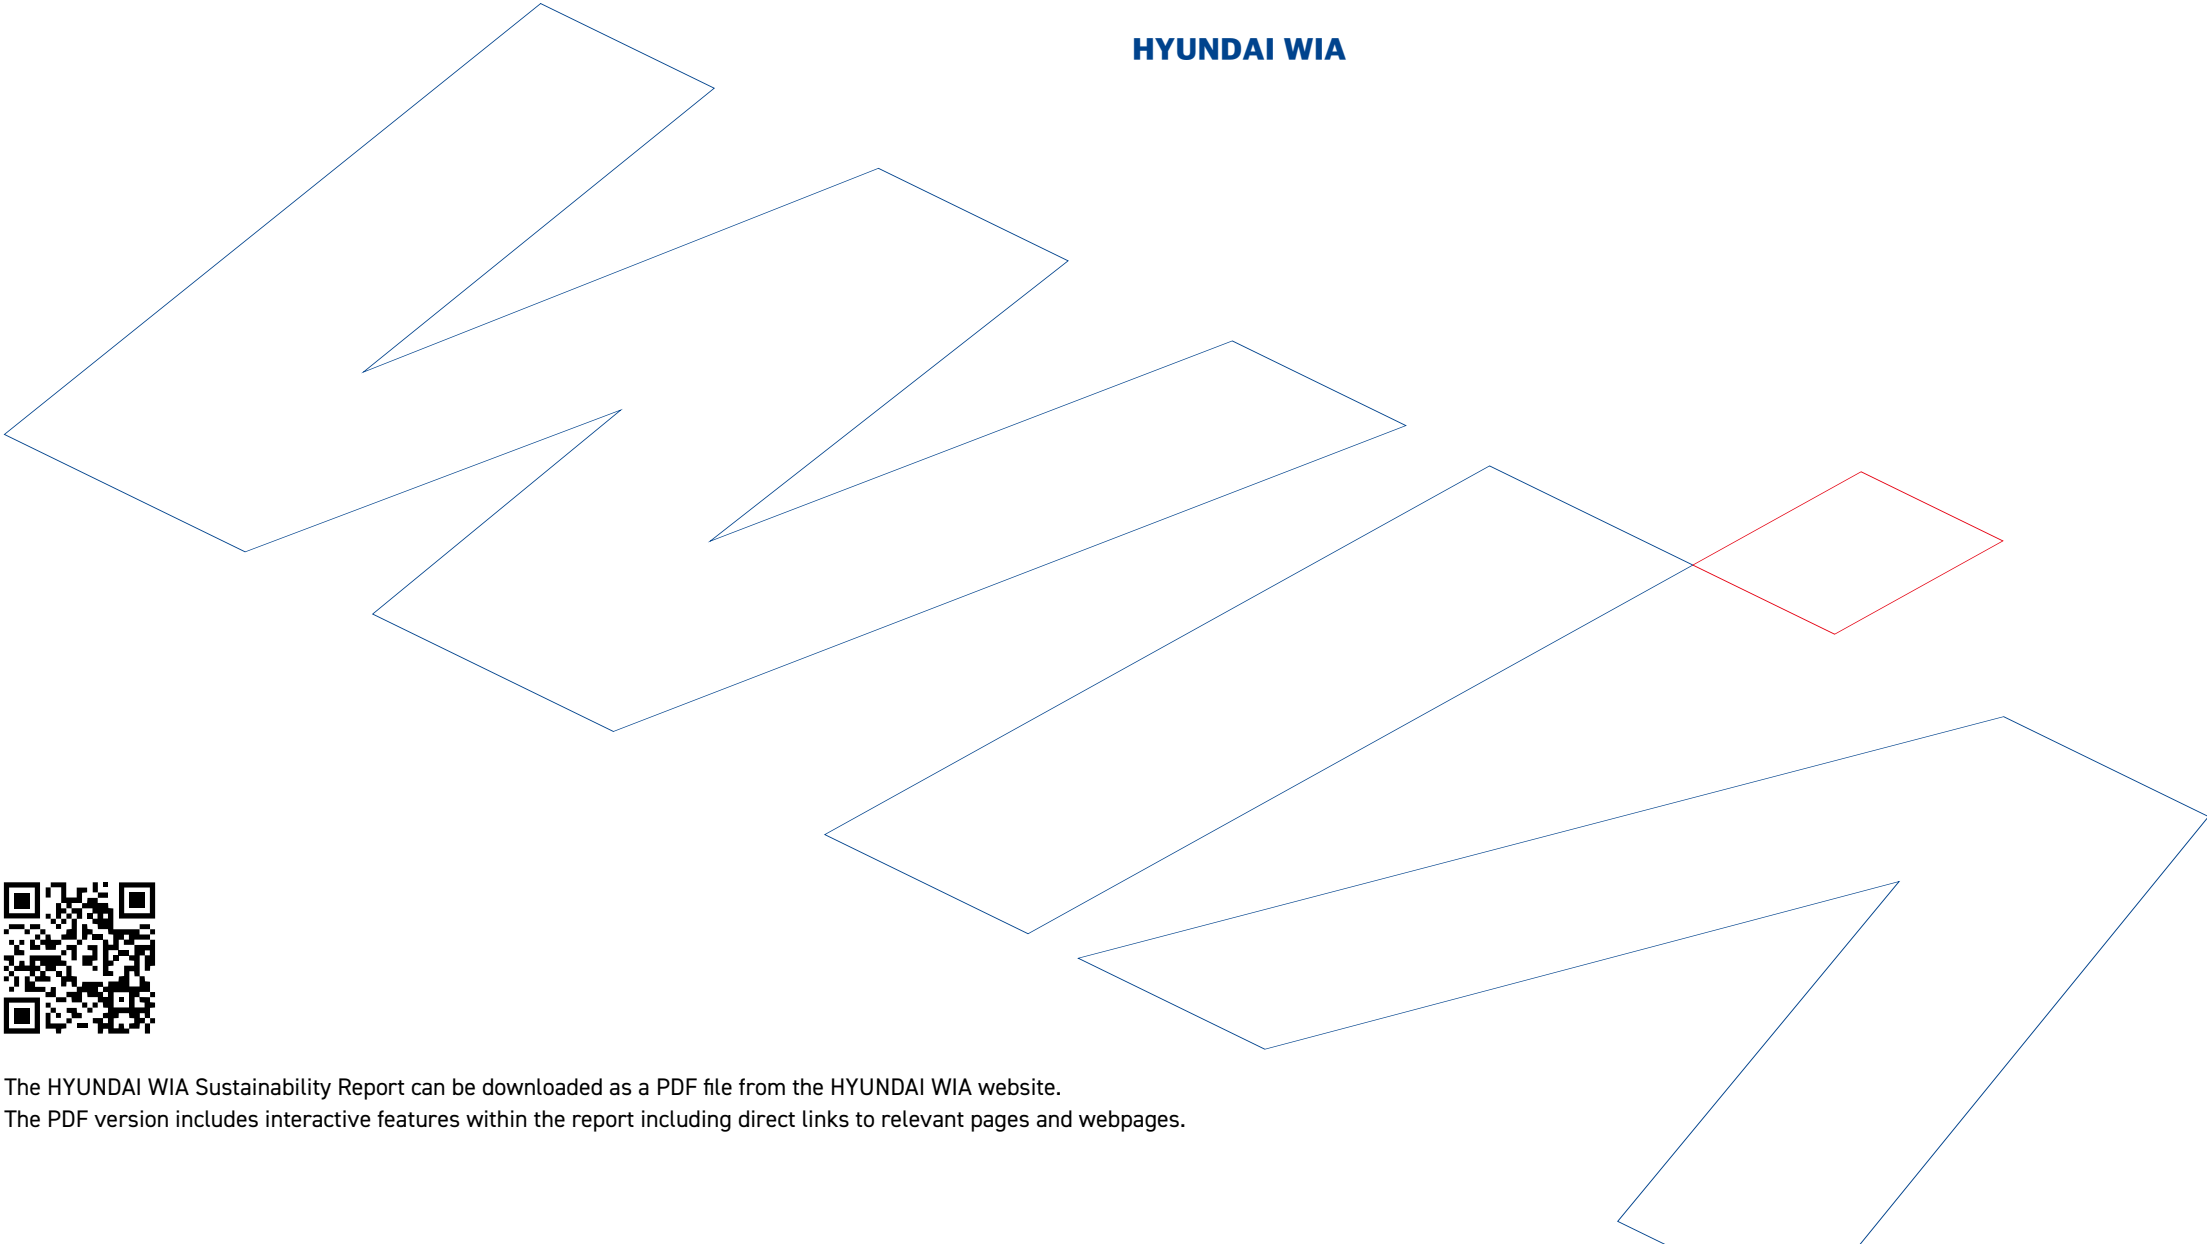 HYUNDAI WIA
The HYUNDAI WIA Sustainability Report can be downloaded as a PDF file from the HYUNDAI WIA website.
The PDF version includes interactive features within the report including direct links to relevant pages and webpages.